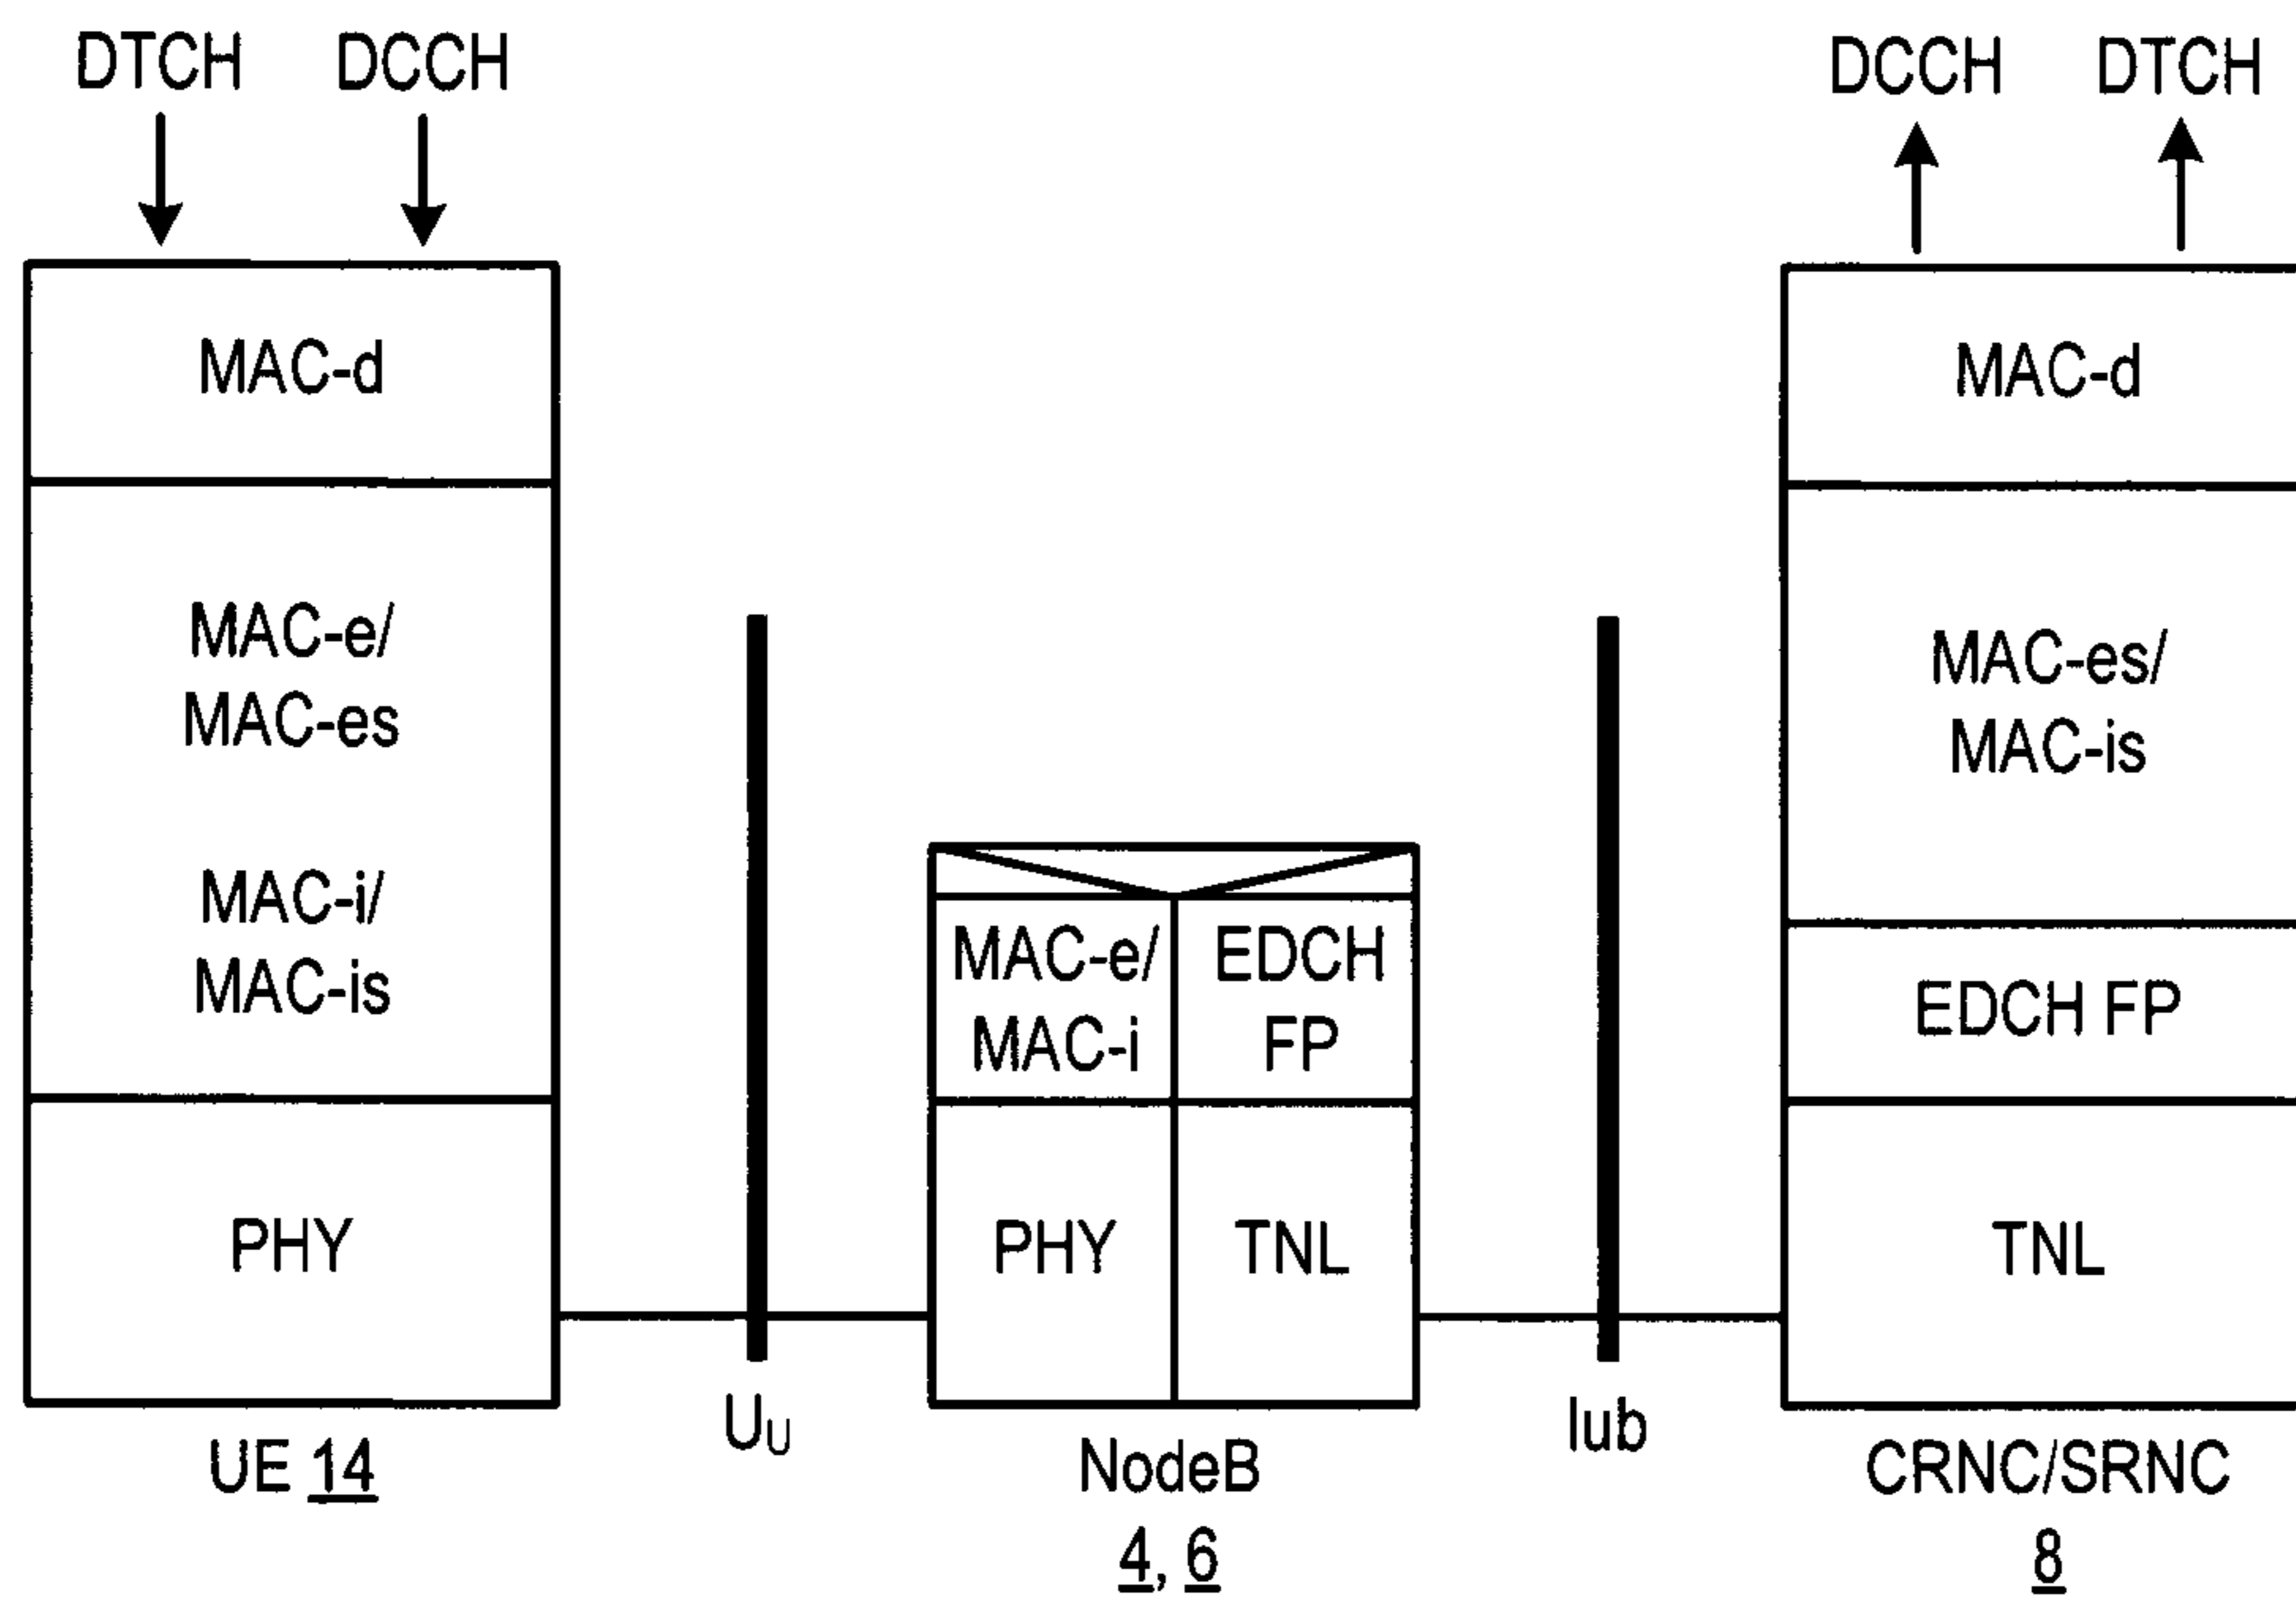 DTCH DCCH
MAC-d
MAC-e/
MAC-es
MAC-i/
MAC-is
PHY
UE 14
UU
MAC-e/
MAC-i
EDCH
FP
PHY
TNL
NodeB
4, 6
Iub
DCCH DTCH
MAC-d
MAC-es/
MAC-is
EDCH FP
TNL
CRNC/SRNC
8